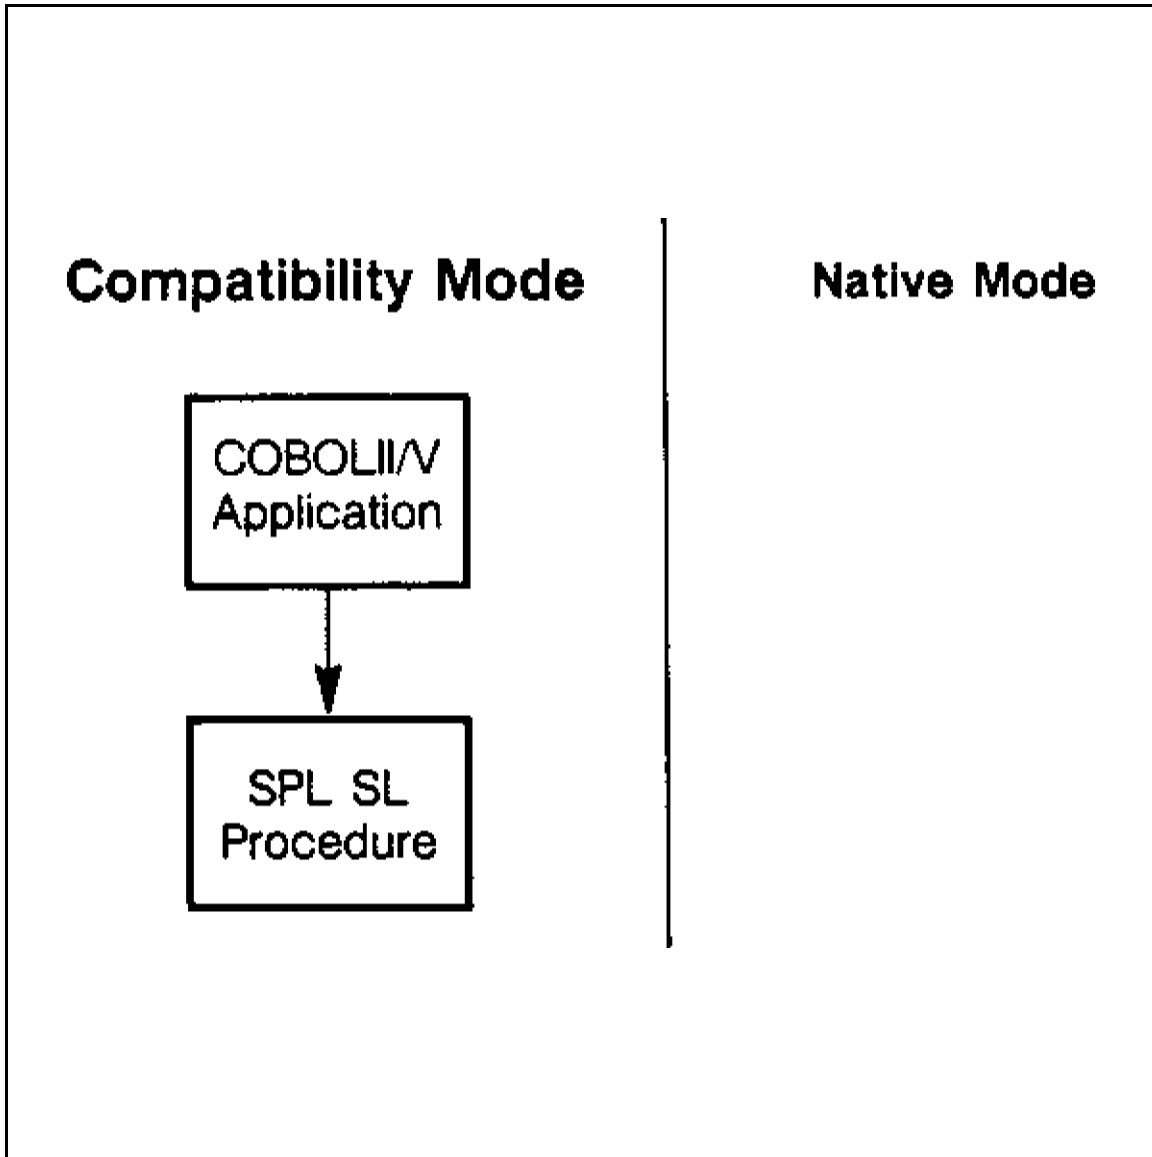 Compatibility Mode
Native Mode
COBOLII/V
Application
SPL SL
Procedure